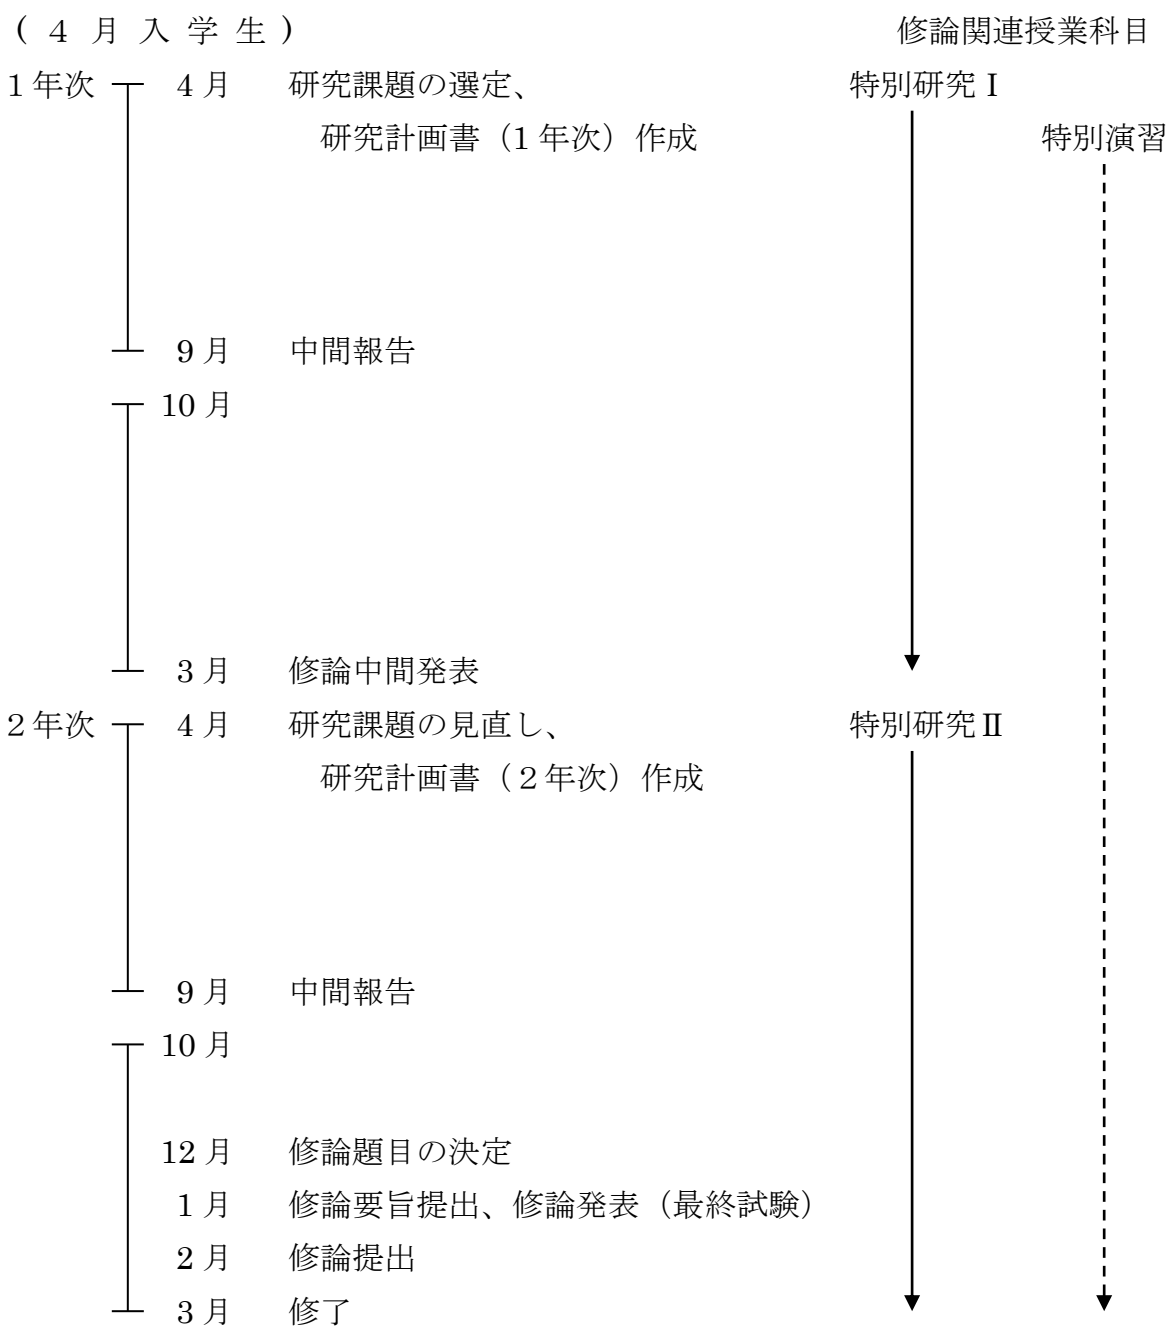 (４月入学生) 修論関連授業科目
１年次 4月 研究課題の選定、 特別研究Ⅰ
研究計画書（1年次）作成 特別演習
9月 中間報告
10月
3月 修論中間発表
２年次 4月 研究課題の見直し、 特別研究Ⅱ
研究計画書（２年次）作成
9月 中間報告
10月
12月 修論題目の決定
1月 修論要旨提出、修論発表（最終試験）
2月 修論提出
3月 修了